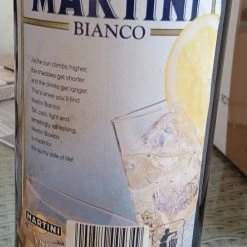 MARTINI
BIANCO
As the sun climbs higher,
the shadows get shorter
and the drinks get longer.
That's when you'll find
Martini Bianco.
Tall, cool, light and
temptingly refreshing.
Martini Bianco
is made for
the sunny side of life!
MARTINI